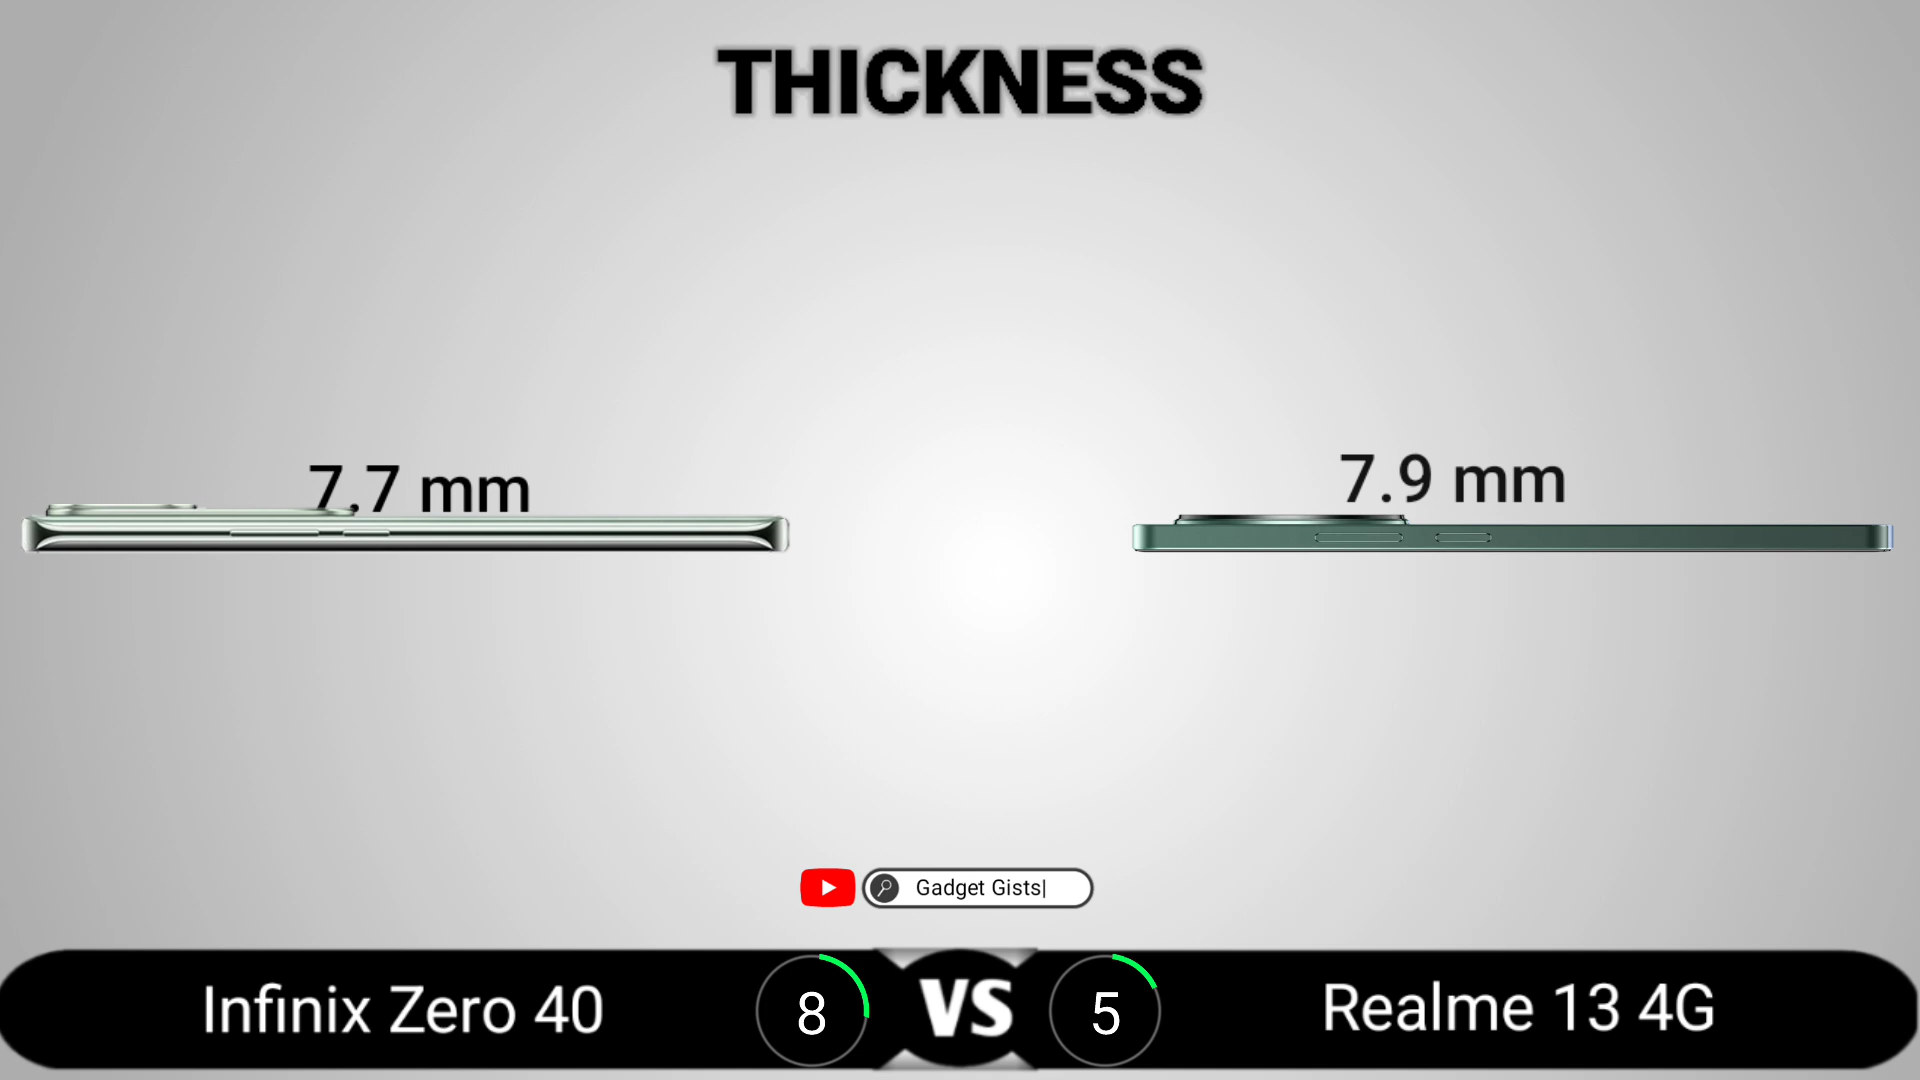 THICKNESS
7.7 mm
7.9 mm
Gadget Gists|
Infinix Zero 40
8
VS
5
Realme 13 4G